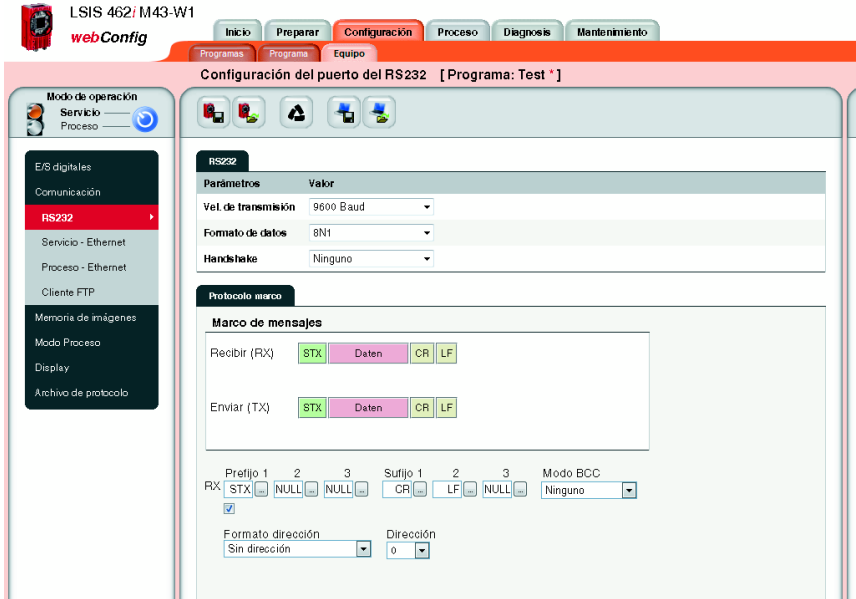 LSIS 462i M43-W1
webConfig
Inicio Preparar Configuración Proceso Diagnosis Mantenimiento
Programas Programa Equipo
Configuración del puerto del RS232 [Programa: Test *]
Modo de operación
Servicio
Proceso
E/S digitales
Comunicación
RS232
Servicio - Ethernet
Proceso - Ethernet
Cliente FTP
Memoria de imágenes
Modo Proceso
Display
Archivo de protocolo
RS232
Parámetros Valor
Vel. de transmisión 9600 Baud
Formato de datos 8N1
Handshake Ninguno
Protocolo marco
Marco de mensajes
Recibir (RX) STX Daten CR LF
Enviar (TX) STX Daten CR LF
Prefijo 1 2 3 Sufijo 1 2 3 Modo BCC
RX STX ... NULL ... NULL ... CR ... LF ... NULL ... Ninguno
Formato dirección Dirección
Sin dirección 0